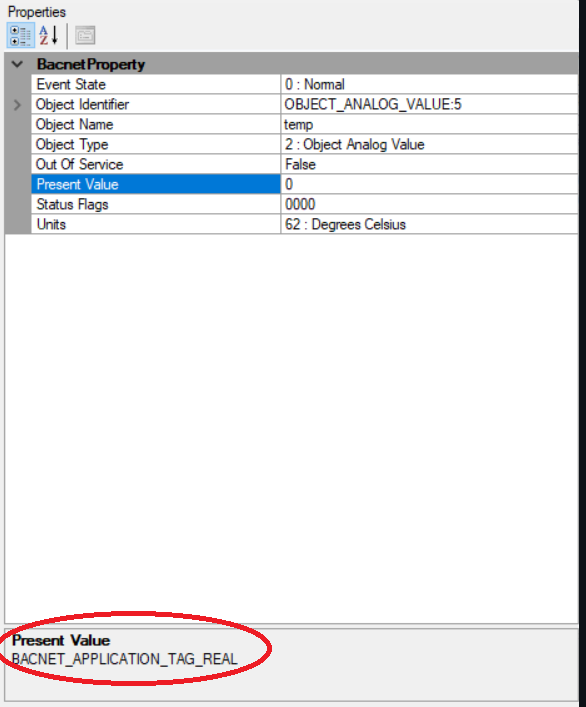 Properties
BacnetProperty
Event State 0 : Normal
Object Identifier OBJECT_ANALOG_VALUE:5
Object Name temp
Object Type 2 : Object Analog Value
Out Of Service False
Present Value 0
Status Flags 0000
Units 62 : Degrees Celsius
Present Value
BACNET_APPLICATION_TAG_REAL